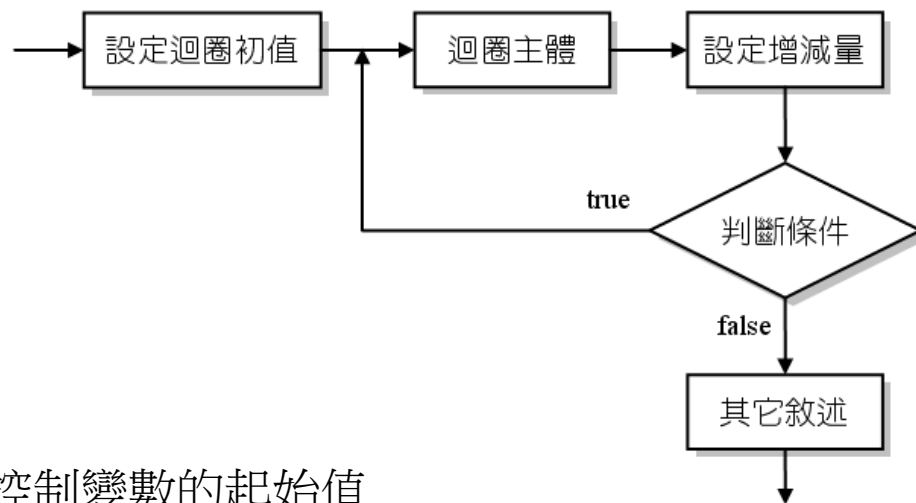 設定迴圈初值
迴圈主體
設定增減量
true
判斷條件
false
其它敘述
控制變數的起始值